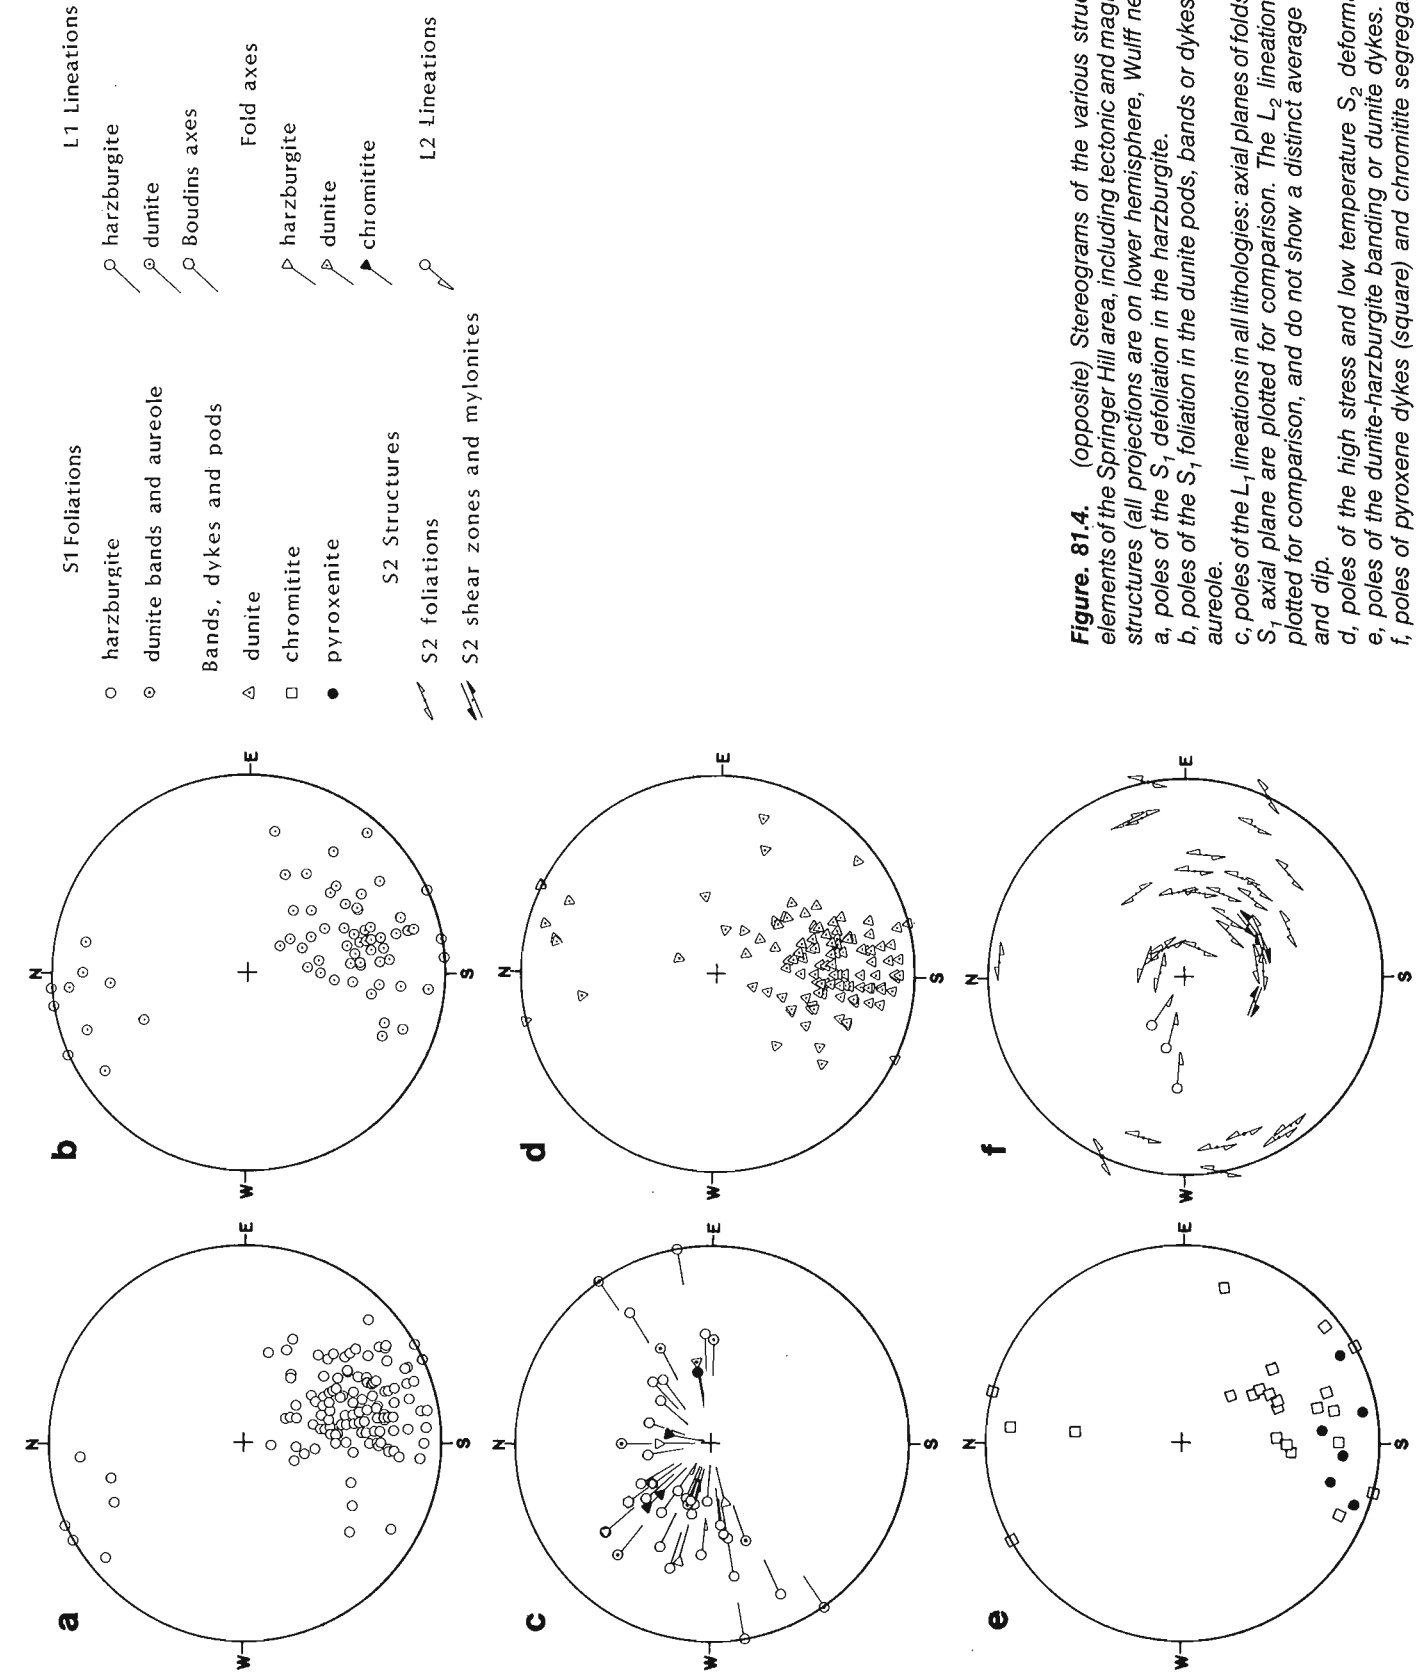 a
N
E
S
W
b
N
E
S
W
c
N
E
S
W
d
N
E
S
W
e
N
E
S
W
f
N
E
S
W
S1 Foliations
harzburgite
dunite bands and aureole
Bands, dykes and pods
dunite
chromitite
pyroxenite
S2 Structures
S2 foliations
S2 shear zones and mylonites
L1 Lineations
harzburgite
dunite
Boudins axes
Fold axes
harzburgite
dunite
chromitite
L2 Lineations
Figure. 81.4. (opposite) Stereograms of the various
elements of the Springer Hill area, including tectonic and
structures (all projections are on lower hemisphere, Wulff
a, poles of the S1 defoliation in the harzburgite.
b, poles of the S1 foliation in the dunite pods, bands or dykes
aureole.
c, poles of the L1 lineations in all lithologies: axial planes of folds
S1 axial plane are plotted for comparison. The L2 lineation
plotted for comparison, and do not show a distinct average
and dip.
d, poles of the high stress and low temperature S2
e, poles of the dunite-harzburgite banding or dunite dykes.
f, poles of pyroxene dykes (square) and chromitite